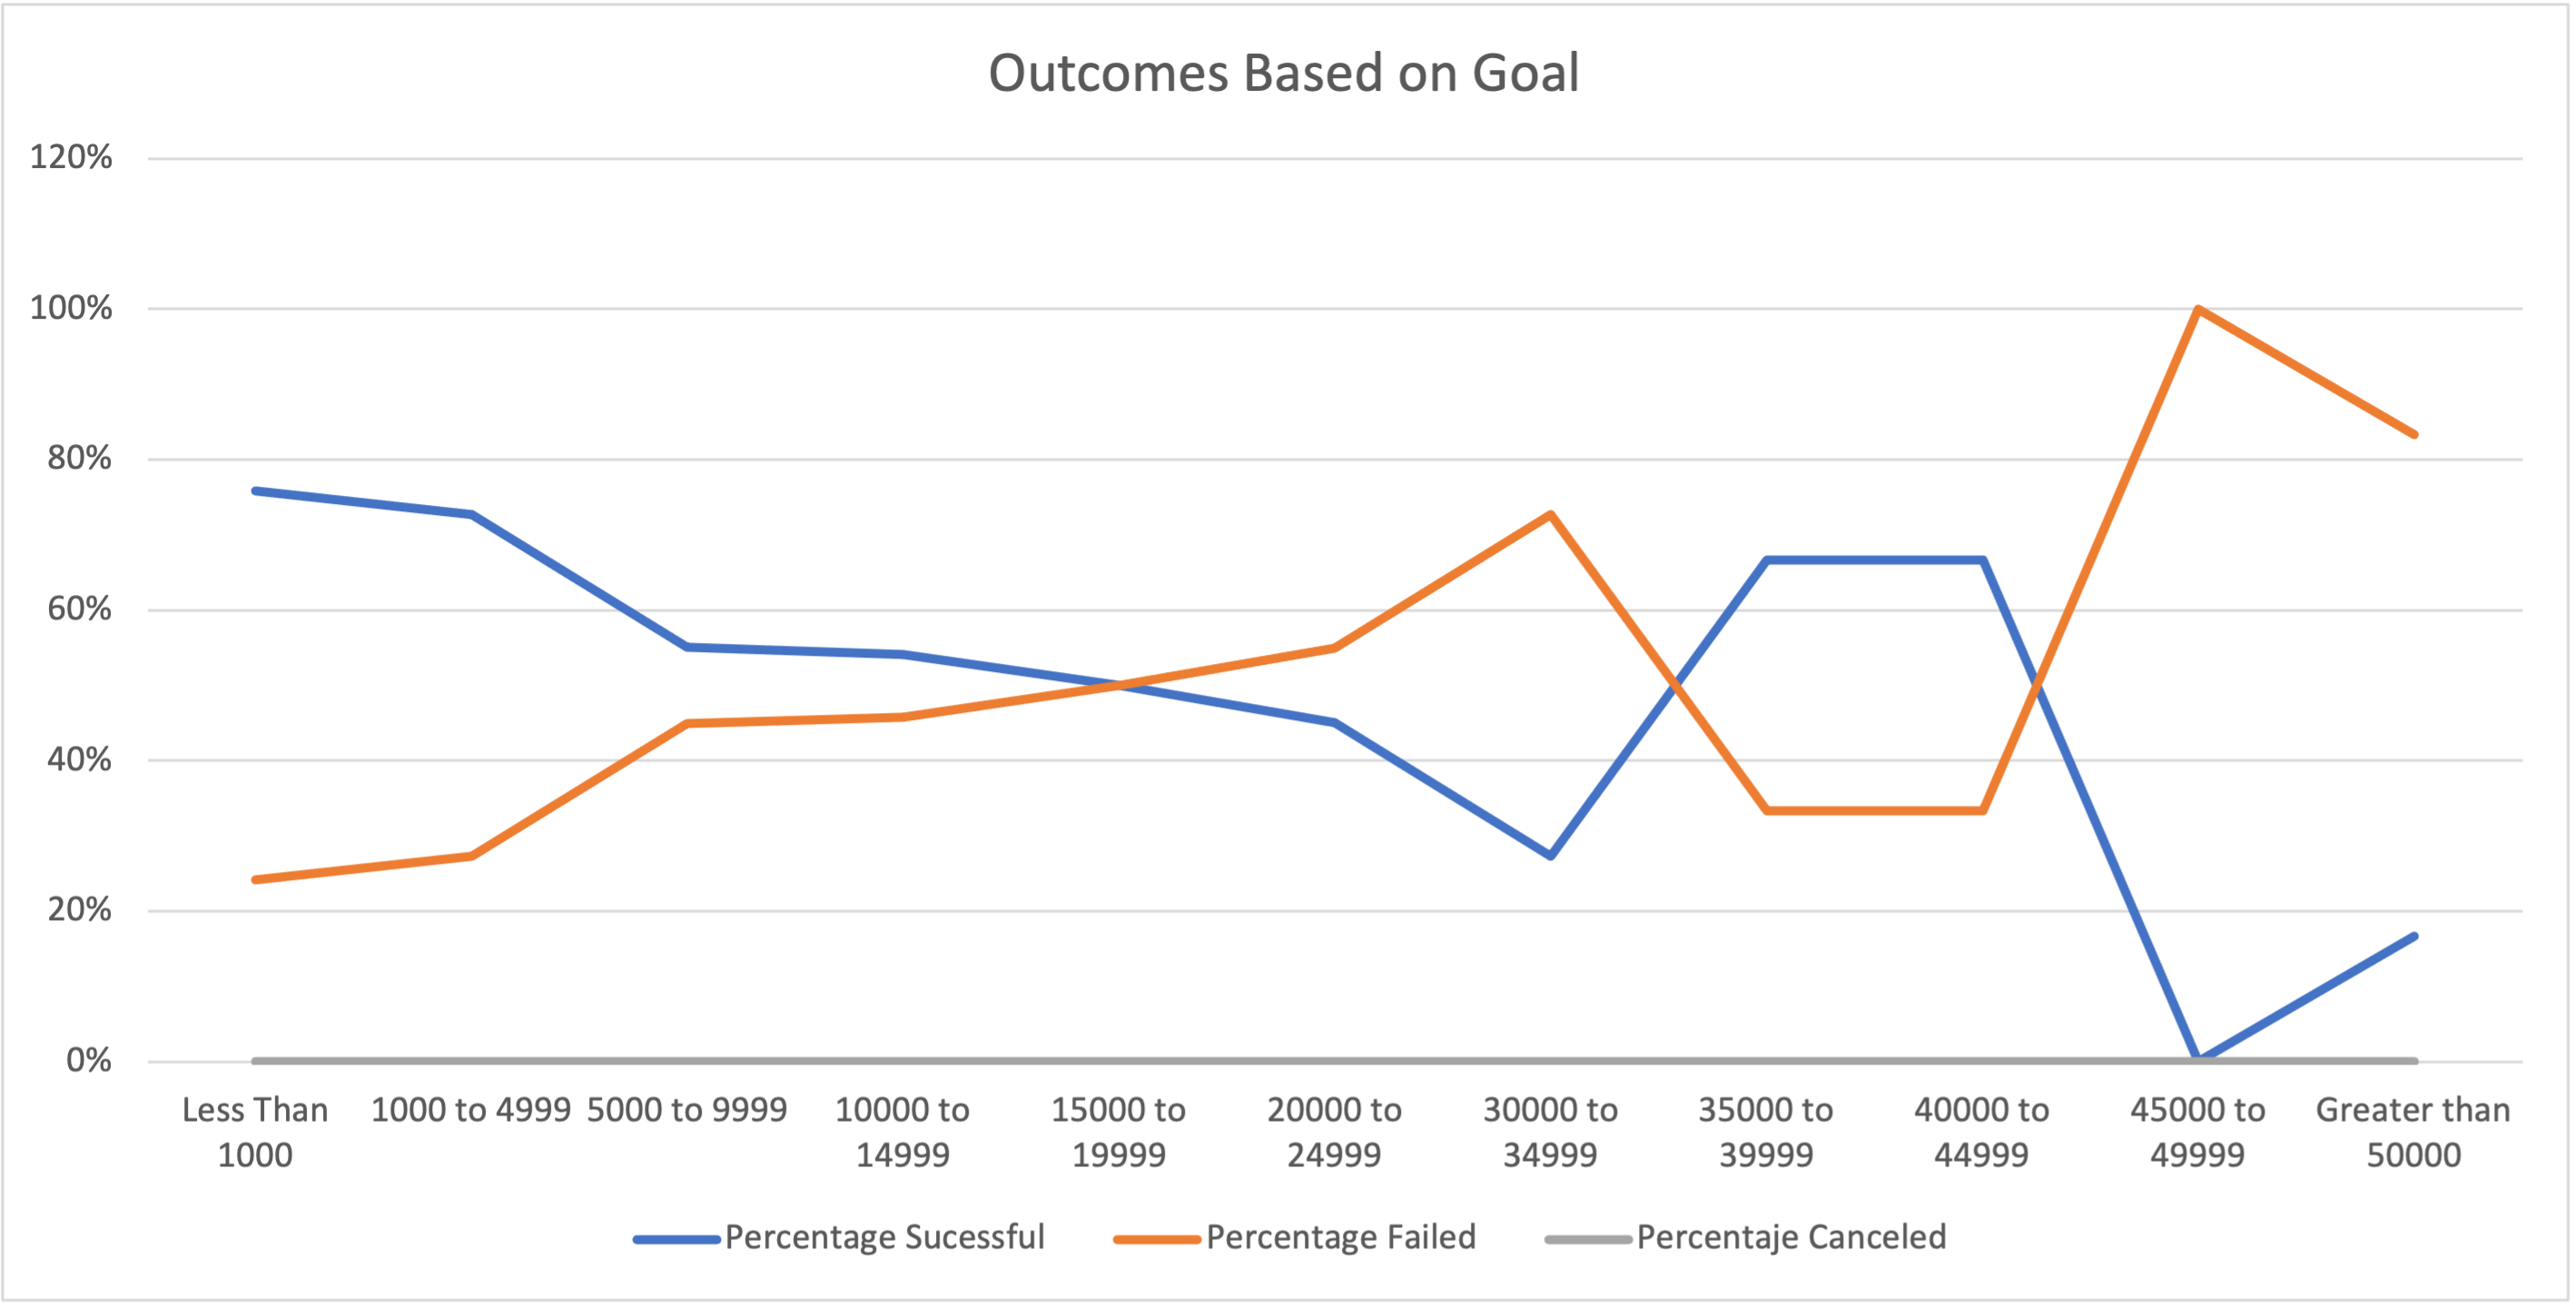 Outcomes Based on Goal
120%
100%
80%
60%
40%
20%
0%
Less Than
1000
1000 to 4999
5000 to 9999
10000 to
14999
15000 to
19999
20000 to
24999
30000 to
34999
35000 to
39999
40000 to
44999
45000 to
49999
Greater than
50000
Percentage Sucessful
Percentage Failed
Percentaje Canceled